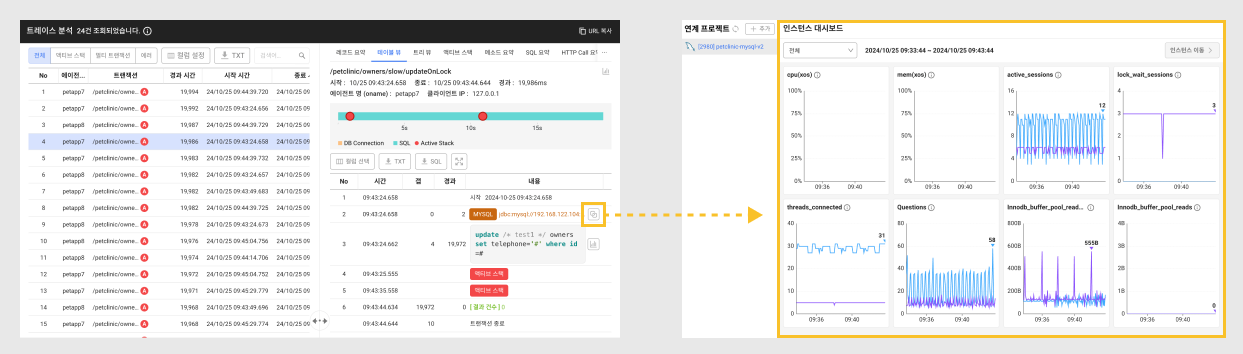 트레이스 분석 24건 조회되었습니다.
URL 복사
전체 액티브 스택 멀티 트랜잭션 에러 컬럼 설정 TXT 검색어..
No 에이전... 트랜잭션 경과 시간 시작 시간 종료
1 petapp7 /petclinic/owne.. A 19,994 24/10/25 09:44:39.720 24/10/25 09
2 petapp7 /petclinic/owne.. A 19,992 24/10/25 09:43:24.656 24/10/25 09
3 petapp8 /petclinic/owne.. A 19,987 24/10/25 09:44:39.729 24/10/25 09
4 petapp7 /petclinic/owne.. A 19,986 24/10/25 09:43:24.658 24/10/25 09
5 petapp7 /petclinic/owne.. A 19,983 24/10/25 09:44:39.732 24/10/25 09
6 petapp8 /petclinic/owne.. A 19,982 24/10/25 09:43:24.657 24/10/25 09
7 petapp7 /petclinic/owne.. A 19,982 24/10/25 09:43:49.683 24/10/25 09
8 petapp8 /petclinic/owne.. A 19,982 24/10/25 09:44:39.725 24/10/25 09
9 petapp8 /petclinic/owne.. A 19,978 24/10/25 09:43:24.673 24/10/25 09
10 petapp7 /petclinic/owne.. A 19,976 24/10/25 09:45:04.756 24/10/25 09
11 petapp8 /petclinic/owne.. A 19,974 24/10/25 09:44:14.706 24/10/25 09
12 petapp7 /petclinic/owne.. A 19,972 24/10/25 09:45:04.752 24/10/25 09
13 petapp7 /petclinic/owne.. A 19,971 24/10/25 09:45:29.779 24/10/25 09
14 petapp8 /petclinic/owne.. A 19,968 24/10/25 09:43:49.696 24/10/25 09
15 petapp7 /petclinic/owne.. A 19,968 24/10/25 09:45:29.774 24/10/25 09
레코드 요약 테이블 뷰 트리 뷰 액티브 스택 메소드 요약 SQL 요약 HTTP Call 요약 ...
/petclinic/owners/slow/updateOnLock
시작 : 10/25 09:43:24.658 종료 : 10/25 09:43:44.644 경과 : 19,986ms
에이전트 명 (oname) : petapp7 클라이언트 IP : 127.0.0.1
5s 10s 15s
DB Connection SQL Active Stack
컬럼 선택 TXT SQL
No 시간 갭 경과 내용
1 09:43:24.658 시작 2024-10-25 09:43:24.658
2 09:43:24.658 0 2 MYSQL jdbc:mysql://192.168.122.104
3 09:43:24.662 4 19,972 update /* test1 */ owners
set telephone='#' where id
=#
4 09:43:25.555 액티브 스택
5 09:43:35.558 액티브 스택
6 09:43:44.634 19,972 0 [ 결과 건수 ] 0
09:43:44.644 10 트랜잭션 종료
연계 프로젝트 + 추가
[2980] petclinic-mysql-v2
인스턴스 대시보드
전체 2024/10/25 09:33:44 ~ 2024/10/25 09:43:44 인스턴스 이동 >
cpu(xos)
100%
75%
50%
25%
0%
09:36 09:40
mem(xos)
100%
75%
50%
25%
0%
09:36 09:40
active_sessions
16
12
8
4
0
12
09:36 09:40
lock_wait_sessions
4
3
2
1
0
3
09:36 09:40
threads_connected
40
30
20
10
0
31
09:36 09:40
Questions
80
60
40
20
0
58
09:36 09:40
Innodb_buffer_pool_read...
800B
600B
400B
200B
0
555B
09:36 09:40
Innodb_buffer_pool_reads
4B
3B
2B
1B
0
0
09:36 09:40